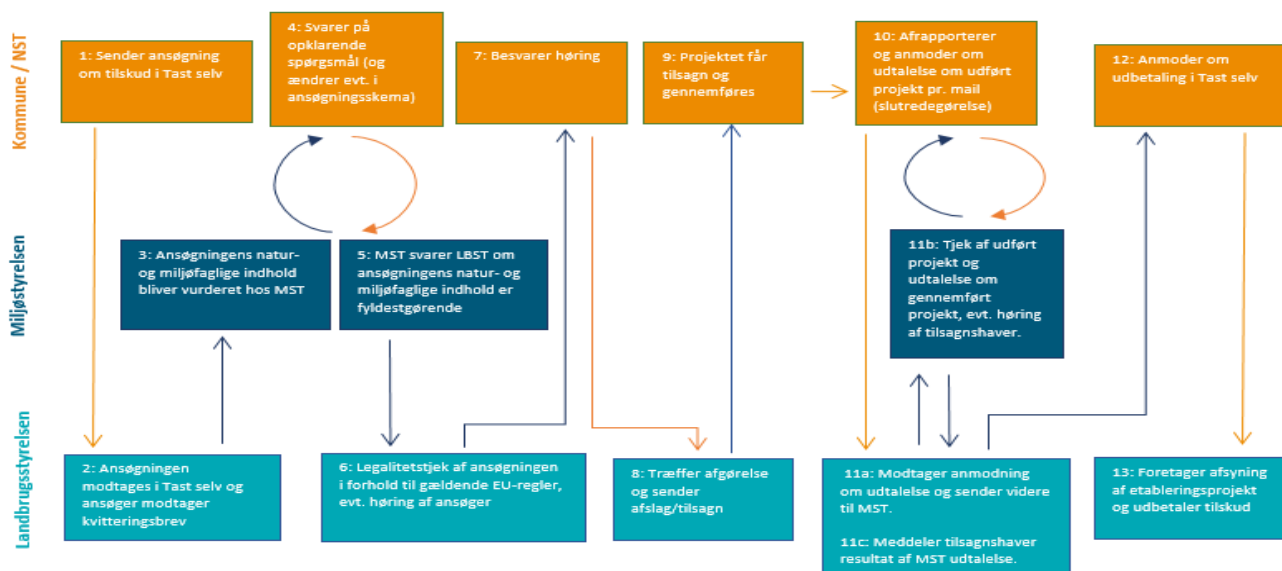 Kommune / NST
1: Sender ansøgning
om tilskud i Tast selv
4: Svarer på
opklarende
spørgsmål (og
ændrer evt. i
ansøgningsskema)
7: Besvarer høring
9: Projektet får
tilsagn og
gennemføres
10: Afrapporterer
og anmoder om
udtalelse om udført
projekt pr. mail
(slutredegørelse)
12: Anmoder om
udbetaling i Tast selv
Miljøstyrelsen
3: Ansøgningens natur-
og miljøfaglige indhold
bliver vurderet hos MST
5: MST svarer LBST om
ansøgningens natur- og
miljøfaglige indhold er
fyldestgørende
11b: Tjek af udført
projekt og
udtalelse om
gennemført
projekt, evt. høring
af tilsagnshaver.
Landbrugsstyrelsen
2: Ansøgningen
modtages i Tast selv og
ansøger modtager
kvitteringsbrev
6: Legalitetstjek af ansøgningen
i forhold til gældende EU-regler,
evt. høring af ansøger
8: Træffer afgørelse
og sender
afslag/tilsagn
11a: Modtager anmodning
om udtalelse og sender videre
til MST.
11c: Meddeler tilsagnshaver
resultat af MST udtalelse.
13: Foretager afsyning
af etableringsprojekt
og udbetaler tilskud